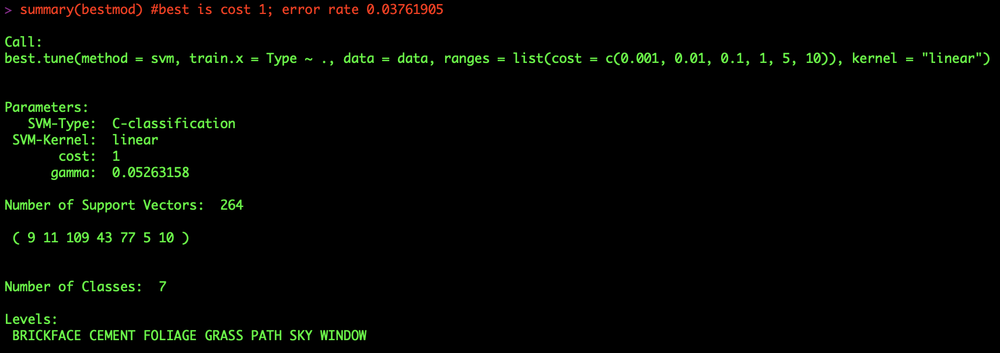 > summary(bestmod) #best is cost 1; error rate 0.03761905
Call:
best.tune(method = svm, train.x = Type ~ ., data = data, ranges = list(cost = c(0.001, 0.01, 0.1, 1, 5, 10)), kernel = "linear")
Parameters:
SVM-Type: C-classification
SVM-Kernel: linear
cost: 1
gamma: 0.05263158
Number of Support Vectors: 264
( 9 11 109 43 77 5 10 )
Number of Classes: 7
Levels:
BRICKFACE CEMENT FOLIAGE GRASS PATH SKY WINDOW